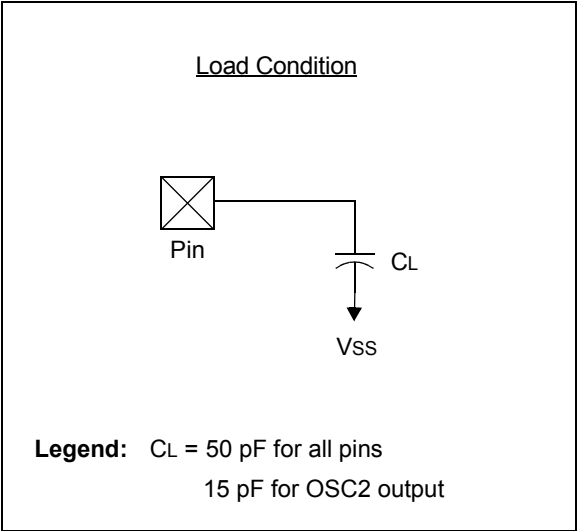 Load Condition
Pin
CL
VSS
Legend: CL = 50 pF for all pins
15 pF for OSC2 output